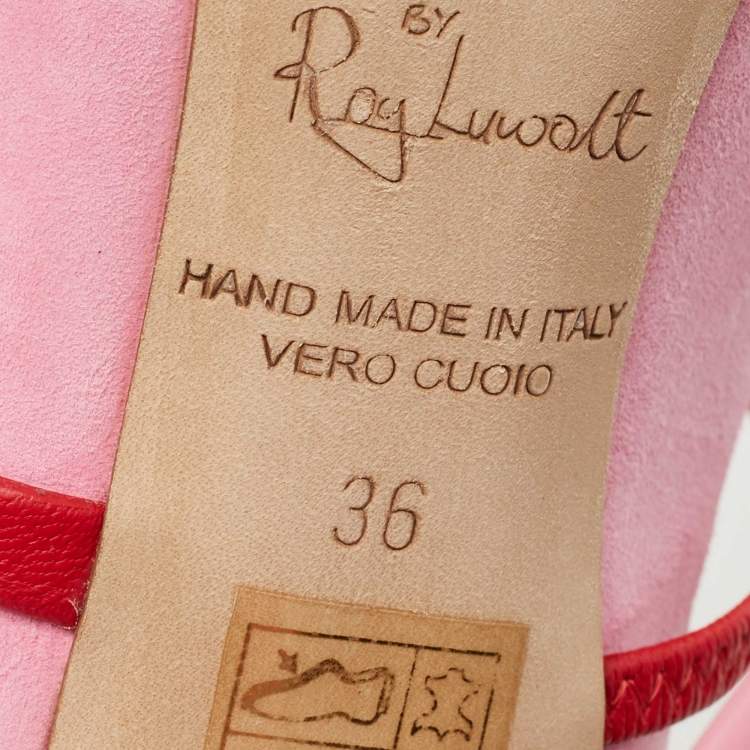 BY
Roy Luwolt
HAND MADE IN ITALY
VERO CUOIO
36